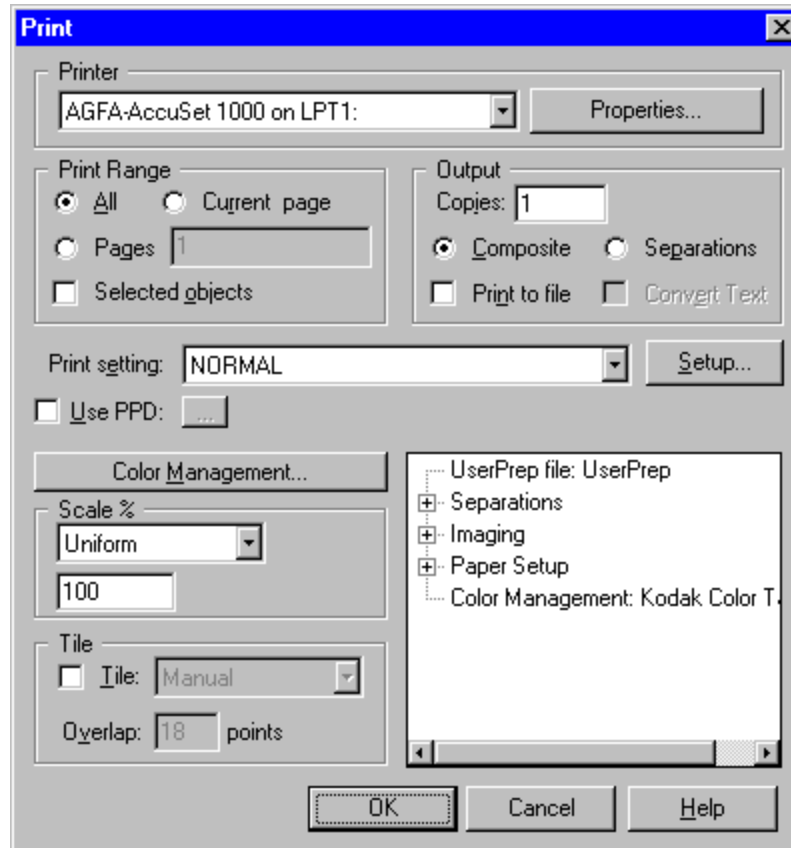 Print
Printer
AGFA-AccuSet 1000 on LPT1:
Properties...
Print Range
All
Current page
Pages
1
Selected objects
Output
Copies: 1
Composite
Separations
Print to file
Convert Text
Print setting: NORMAL
Setup...
Use PPD: ...
Color Management...
Scale %
Uniform
100
Tile
Tile: Manual
Overlap: 18 points
UserPrep file: UserPrep
Separations
Imaging
Paper Setup
Color Management: Kodak Color T
OK
Cancel
Help